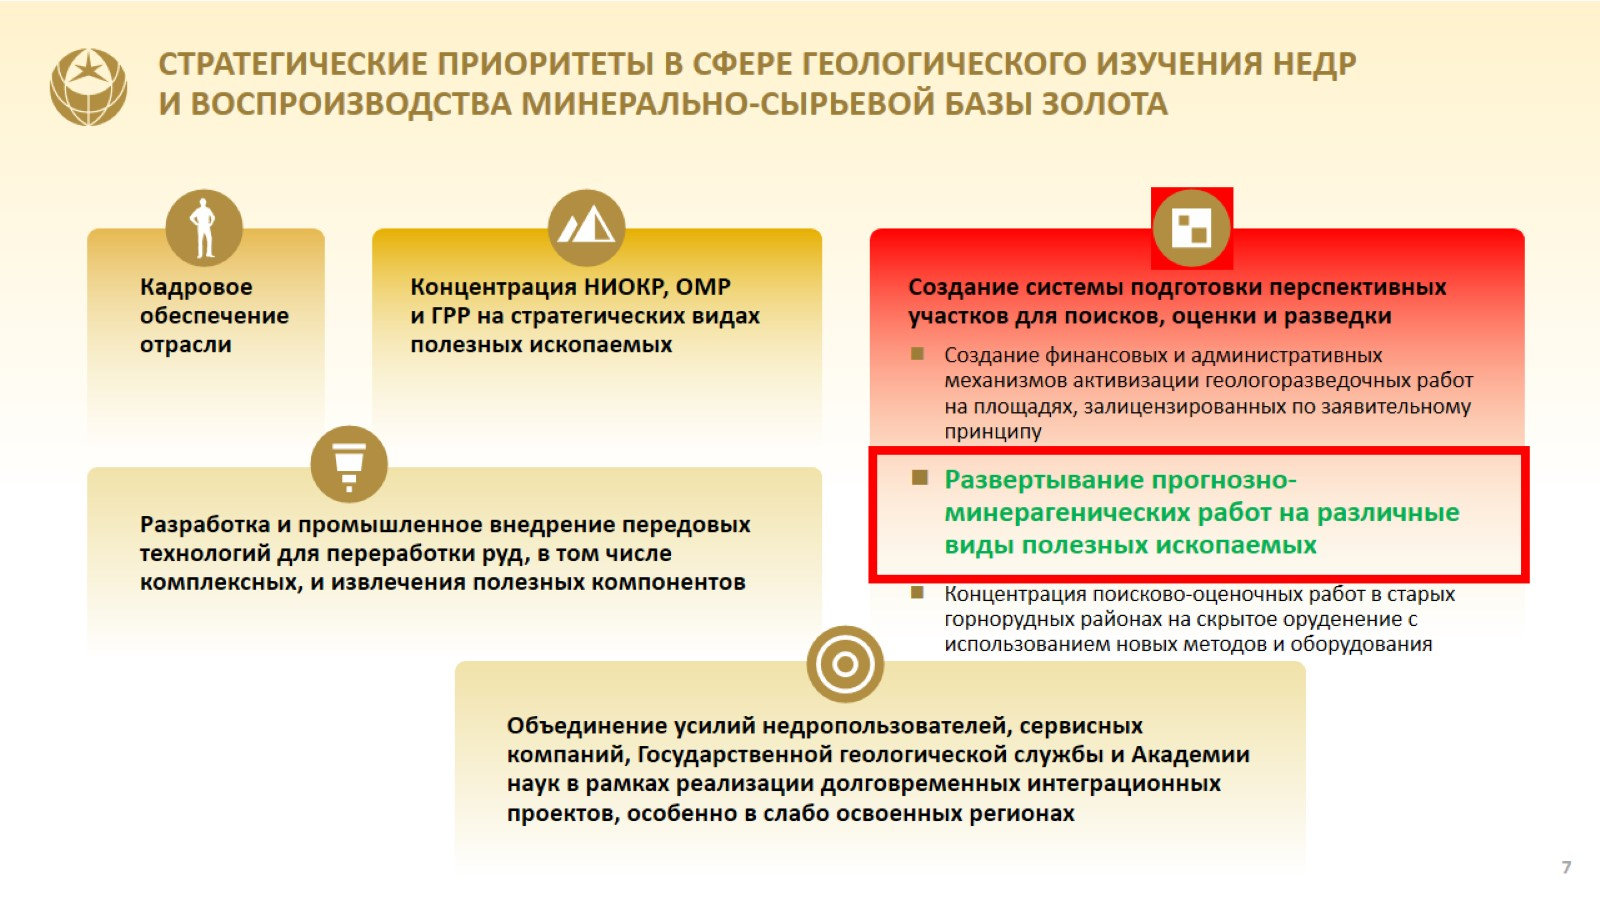 СТРАТЕГИЧЕСКИЕ ПРИОРИТЕТЫ В СФЕРЕ ГЕОЛОГИЧЕСКОГО ИЗУЧЕНИЯ НЕДР
И ВОСПРОИЗВОДСТВА МИНЕРАЛЬНО-СЫРЬЕВОЙ БАЗЫ ЗОЛОТА
Кадровое
обеспечение
отрасли
Концентрация НИОКР, ОМР
и ГРР на стратегических видах
полезных ископаемых
Создание системы подготовки перспективных
участков для поисков, оценки и разведки
Создание финансовых и административных
механизмов активизации геологоразведочных работ
на площадях, залицензированных по заявительному
принципу
Развертывание прогнозно-
минерагенических работ на различные
виды полезных ископаемых
Концентрация поисково-оценочных работ в старых
горнорудных районах на скрытое оруденение с
использованием новых методов и оборудования
Разработка и промышленное внедрение передовых
технологий для переработки руд, в том числе
комплексных, и извлечения полезных компонентов
Объединение усилий недропользователей, сервисных
компаний, Государственной геологической службы и Академии
наук в рамках реализации долговременных интеграционных
проектов, особенно в слабо освоенных регионах
7